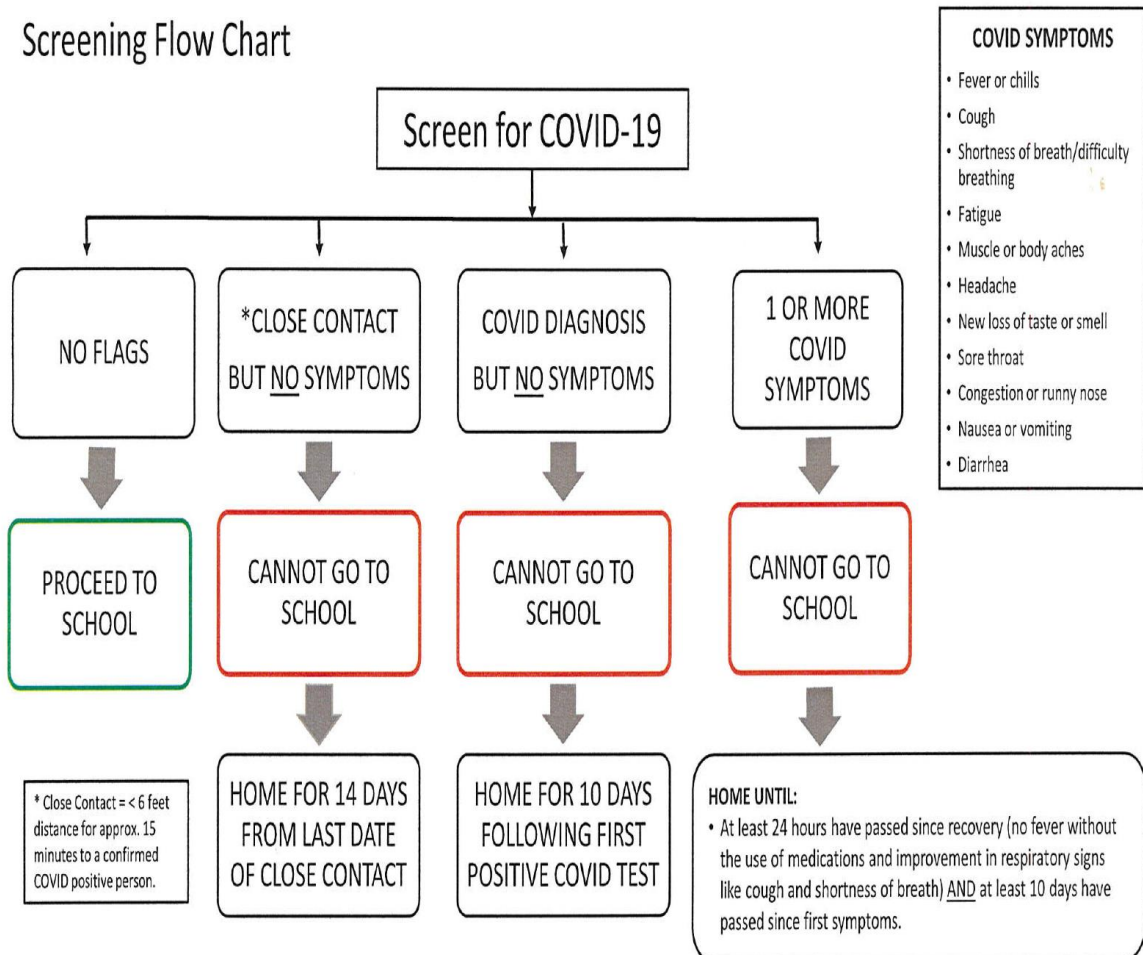 Screening Flow Chart
Screen for COVID-19
NO FLAGS
*CLOSE CONTACT
BUT NO SYMPTOMS
COVID DIAGNOSIS
BUT NO SYMPTOMS
1 OR MORE
COVID
SYMPTOMS
PROCEED TO
SCHOOL
CANNOT GO TO
SCHOOL
CANNOT GO TO
SCHOOL
CANNOT GO TO
SCHOOL
* Close Contact = < 6 feet
distance for approx. 15
minutes to a confirmed
COVID positive person.
HOME FOR 14 DAYS
FROM LAST DATE
OF CLOSE CONTACT
HOME FOR 10 DAYS
FOLLOWING FIRST
POSITIVE COVID TEST
HOME UNTIL:
• At least 24 hours have passed since recovery (no fever without
the use of medications and improvement in respiratory signs
like cough and shortness of breath) AND at least 10 days have
passed since first symptoms.
COVID SYMPTOMS
• Fever or chills
• Cough
• Shortness of breath/difficulty
breathing
• Fatigue
• Muscle or body aches
• Headache
• New loss of taste or smell
• Sore throat
• Congestion or runny nose
• Nausea or vomiting
• Diarrhea